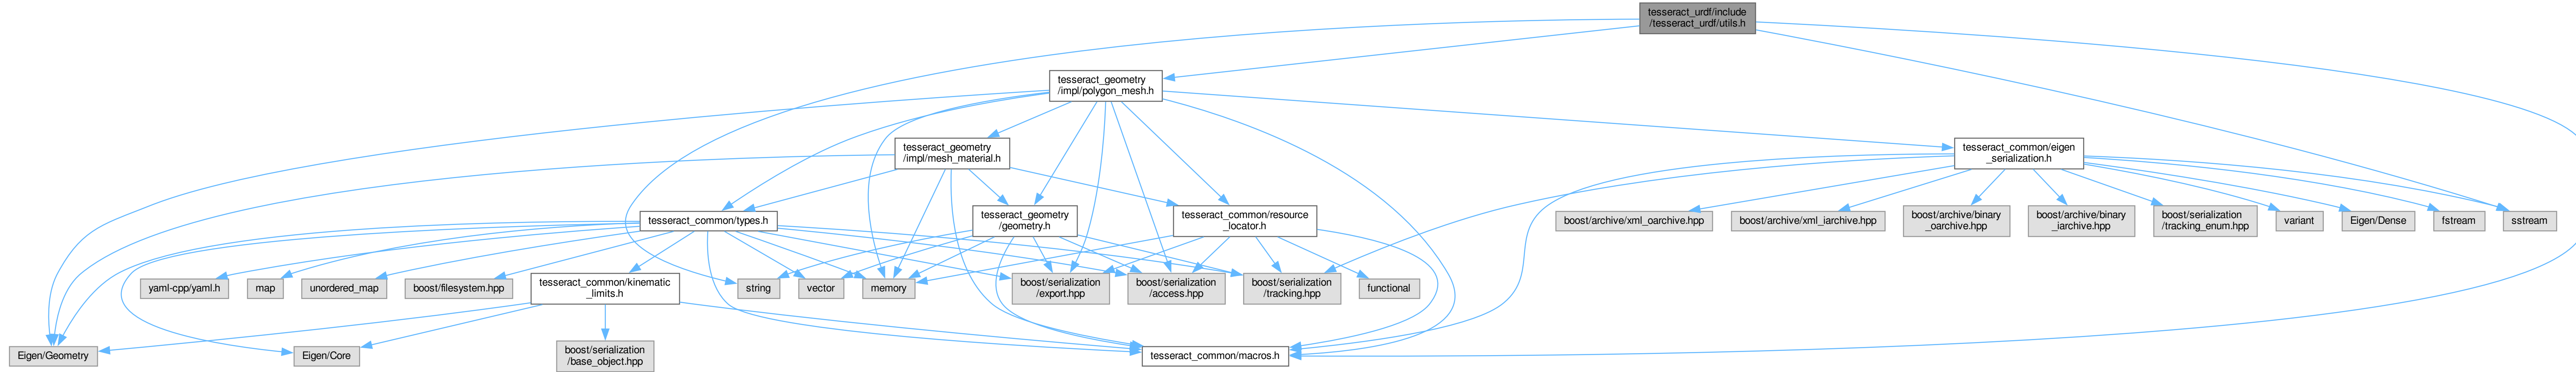 tesseract_urdf/include
/tesseract_urdf/utils.h
tesseract_geometry
/impl/polygon_mesh.h
tesseract_geometry
/impl/mesh_material.h
tesseract_common/eigen
_serialization.h
tesseract_common/types.h
tesseract_geometry
/geometry.h
tesseract_common/resource
_locator.h
boost/archive/xml_oarchive.hpp
boost/archive/xml_iarchive.hpp
boost/archive/binary
_oarchive.hpp
boost/archive/binary
_iarchive.hpp
boost/serialization
/tracking_enum.hpp
variant
Eigen/Dense
fstream
sstream
yaml-cpp/yaml.h
map
unordered_map
boost/filesystem.hpp
tesseract_common/kinematic
_limits.h
string
vector
memory
boost/serialization
/export.hpp
boost/serialization
/access.hpp
boost/serialization
/tracking.hpp
functional
Eigen/Geometry
Eigen/Core
boost/serialization
/base_object.hpp
tesseract_common/macros.h